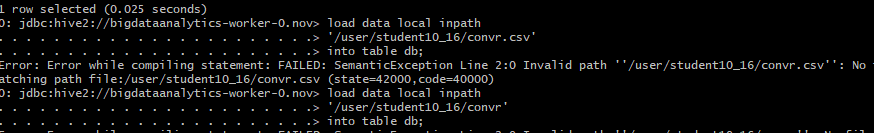 1 row selected (0.025 seconds)
0: jdbc:hive2://bigdataanalytics-worker-0.nov> load data local inpath
. . . . . . . . . . . . . . . . . . . . . . .> '/user/student10_16/convr.csv'
. . . . . . . . . . . . . . . . . . . . . . .> into table db;
Error: Error while compiling statement: FAILED: SemanticException Line 2:0 Invalid path ''/user/student10_16/convr.csv'': No
atching path file:/user/student10_16/convr.csv (state=42000,code=40000)
0: jdbc:hive2://bigdataanalytics-worker-0.nov> load data local inpath
. . . . . . . . . . . . . . . . . . . . . . .> '/user/student10_16/convr'
. . . . . . . . . . . . . . . . . . . . . . .> into table db;